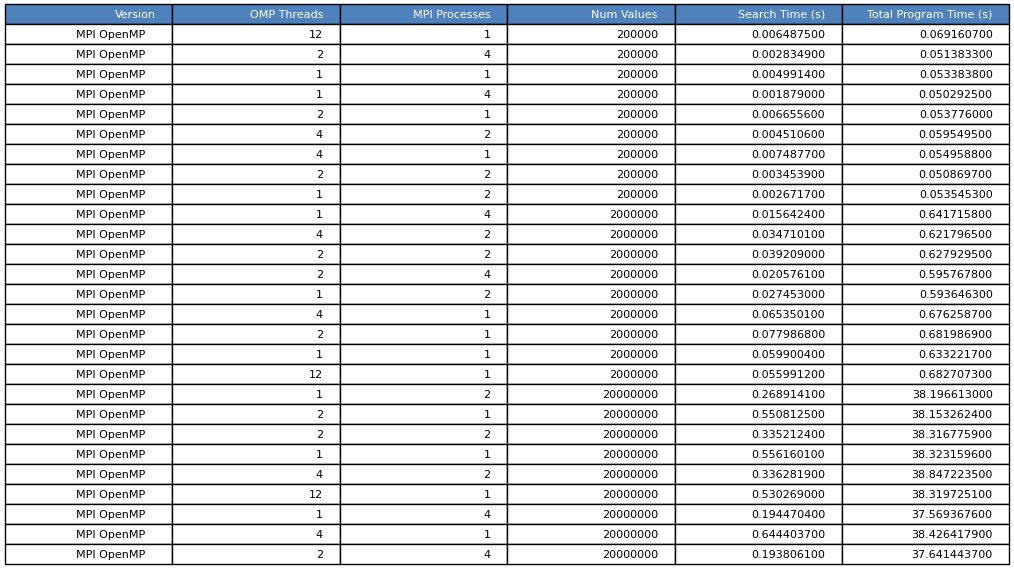 Version OMP Threads MPI Processes Num Values Search Time (s) Total Program Time (s)
MPI OpenMP 12 1 200000 0.006487500 0.069160700
MPI OpenMP 2 4 200000 0.002834900 0.051383300
MPI OpenMP 1 1 200000 0.004991400 0.053383800
MPI OpenMP 1 4 200000 0.001879000 0.050292500
MPI OpenMP 2 1 200000 0.006655600 0.053776000
MPI OpenMP 4 2 200000 0.004510600 0.059549500
MPI OpenMP 4 1 200000 0.007487700 0.054958800
MPI OpenMP 2 2 200000 0.003453900 0.050869700
MPI OpenMP 1 2 200000 0.002671700 0.053545300
MPI OpenMP 1 4 2000000 0.015642400 0.641715800
MPI OpenMP 4 2 2000000 0.034710100 0.621796500
MPI OpenMP 2 2 2000000 0.039209000 0.627929500
MPI OpenMP 2 4 2000000 0.020576100 0.595767800
MPI OpenMP 1 2 2000000 0.027453000 0.593646300
MPI OpenMP 4 1 2000000 0.065350100 0.676258700
MPI OpenMP 2 1 2000000 0.077986800 0.681986900
MPI OpenMP 1 1 2000000 0.059900400 0.633221700
MPI OpenMP 12 1 2000000 0.055991200 0.682707300
MPI OpenMP 1 2 20000000 0.268914100 38.196613000
MPI OpenMP 2 1 20000000 0.550812500 38.153262400
MPI OpenMP 2 2 20000000 0.335212400 38.316775900
MPI OpenMP 1 1 20000000 0.556160100 38.323159600
MPI OpenMP 4 2 20000000 0.336281900 38.847223500
MPI OpenMP 12 1 20000000 0.530269000 38.319725100
MPI OpenMP 1 4 20000000 0.194470400 37.569367600
MPI OpenMP 4 1 20000000 0.644403700 38.426417900
MPI OpenMP 2 4 20000000 0.193806100 37.641443700